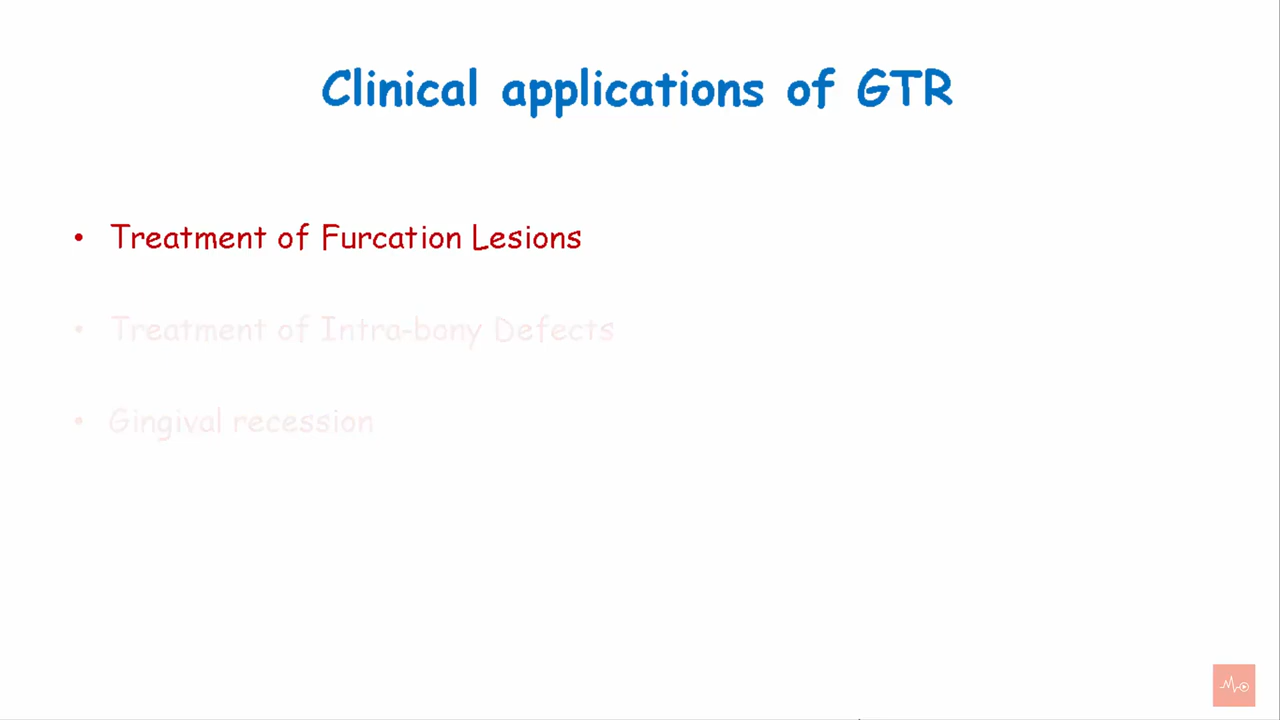 Clinical applications of GTR
• Treatment of Furcation Lesions
• Treatment of Intra-bony Defects
• Gingival recession